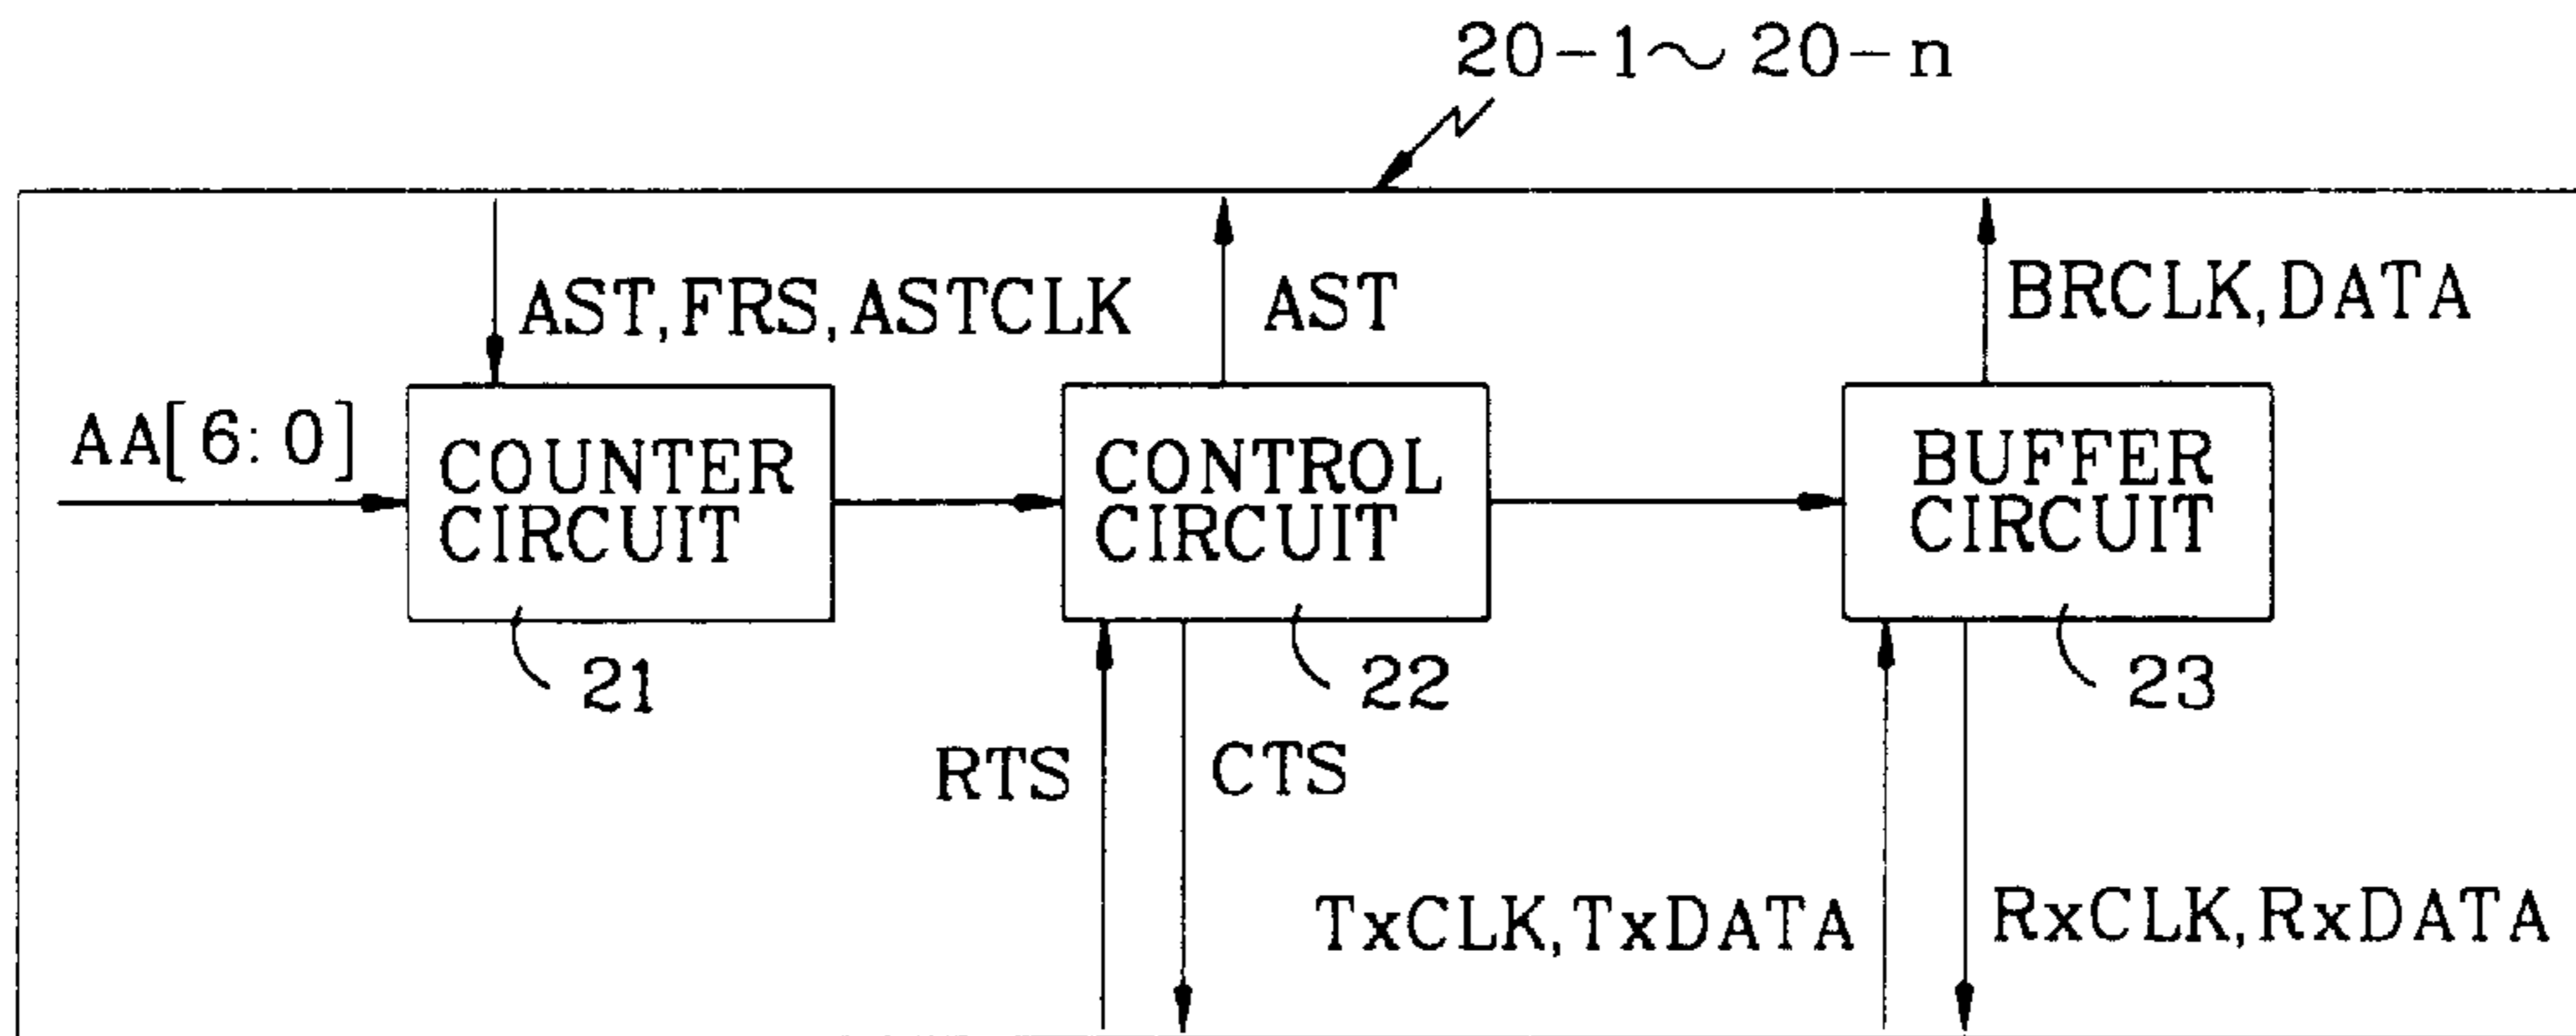 20-1～20-n
AST,FRS,ASTCLK
AST
BRCLK,DATA
AA[6:0]
COUNTER
CIRCUIT
CONTROL
CIRCUIT
BUFFER
CIRCUIT
21
22
23
RTS
CTS
TxCLK,TxDATA
RxCLK,RxDATA